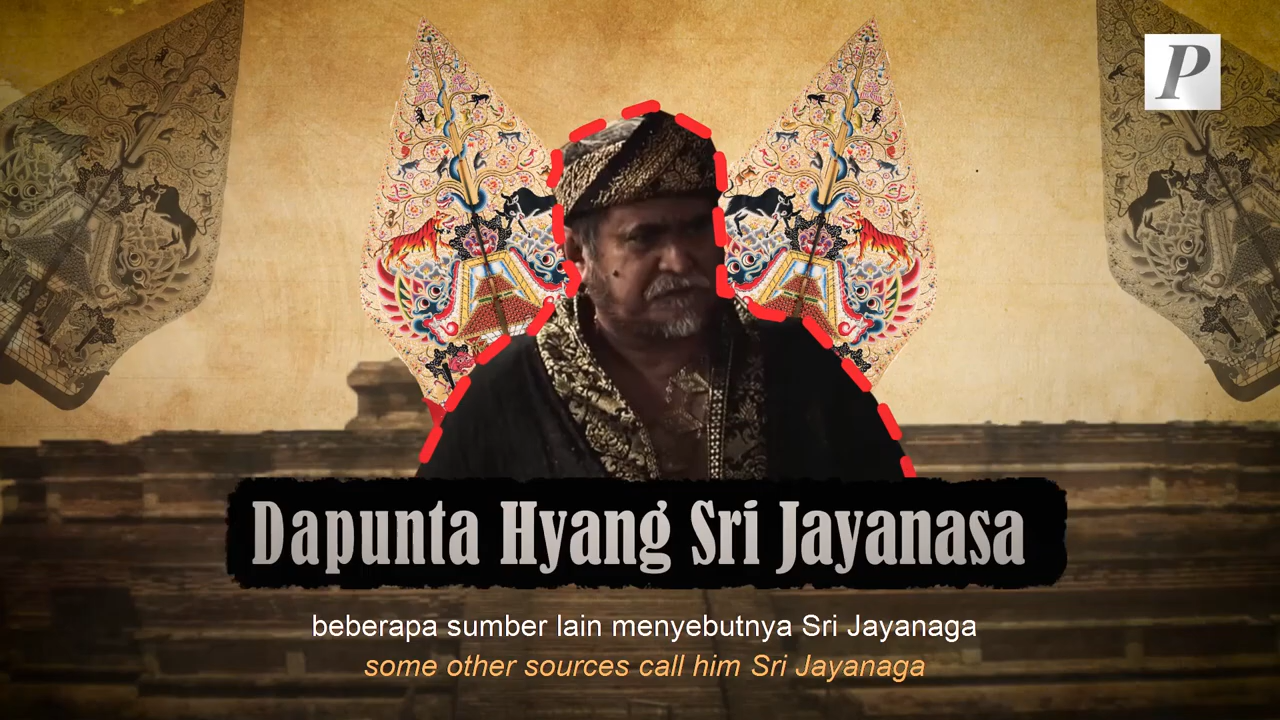 P
Dapunta Hyang Sri Jayanasa
beberapa sumber lain menyebutnya Sri Jayanaga
some other sources call him Sri Jayanaga